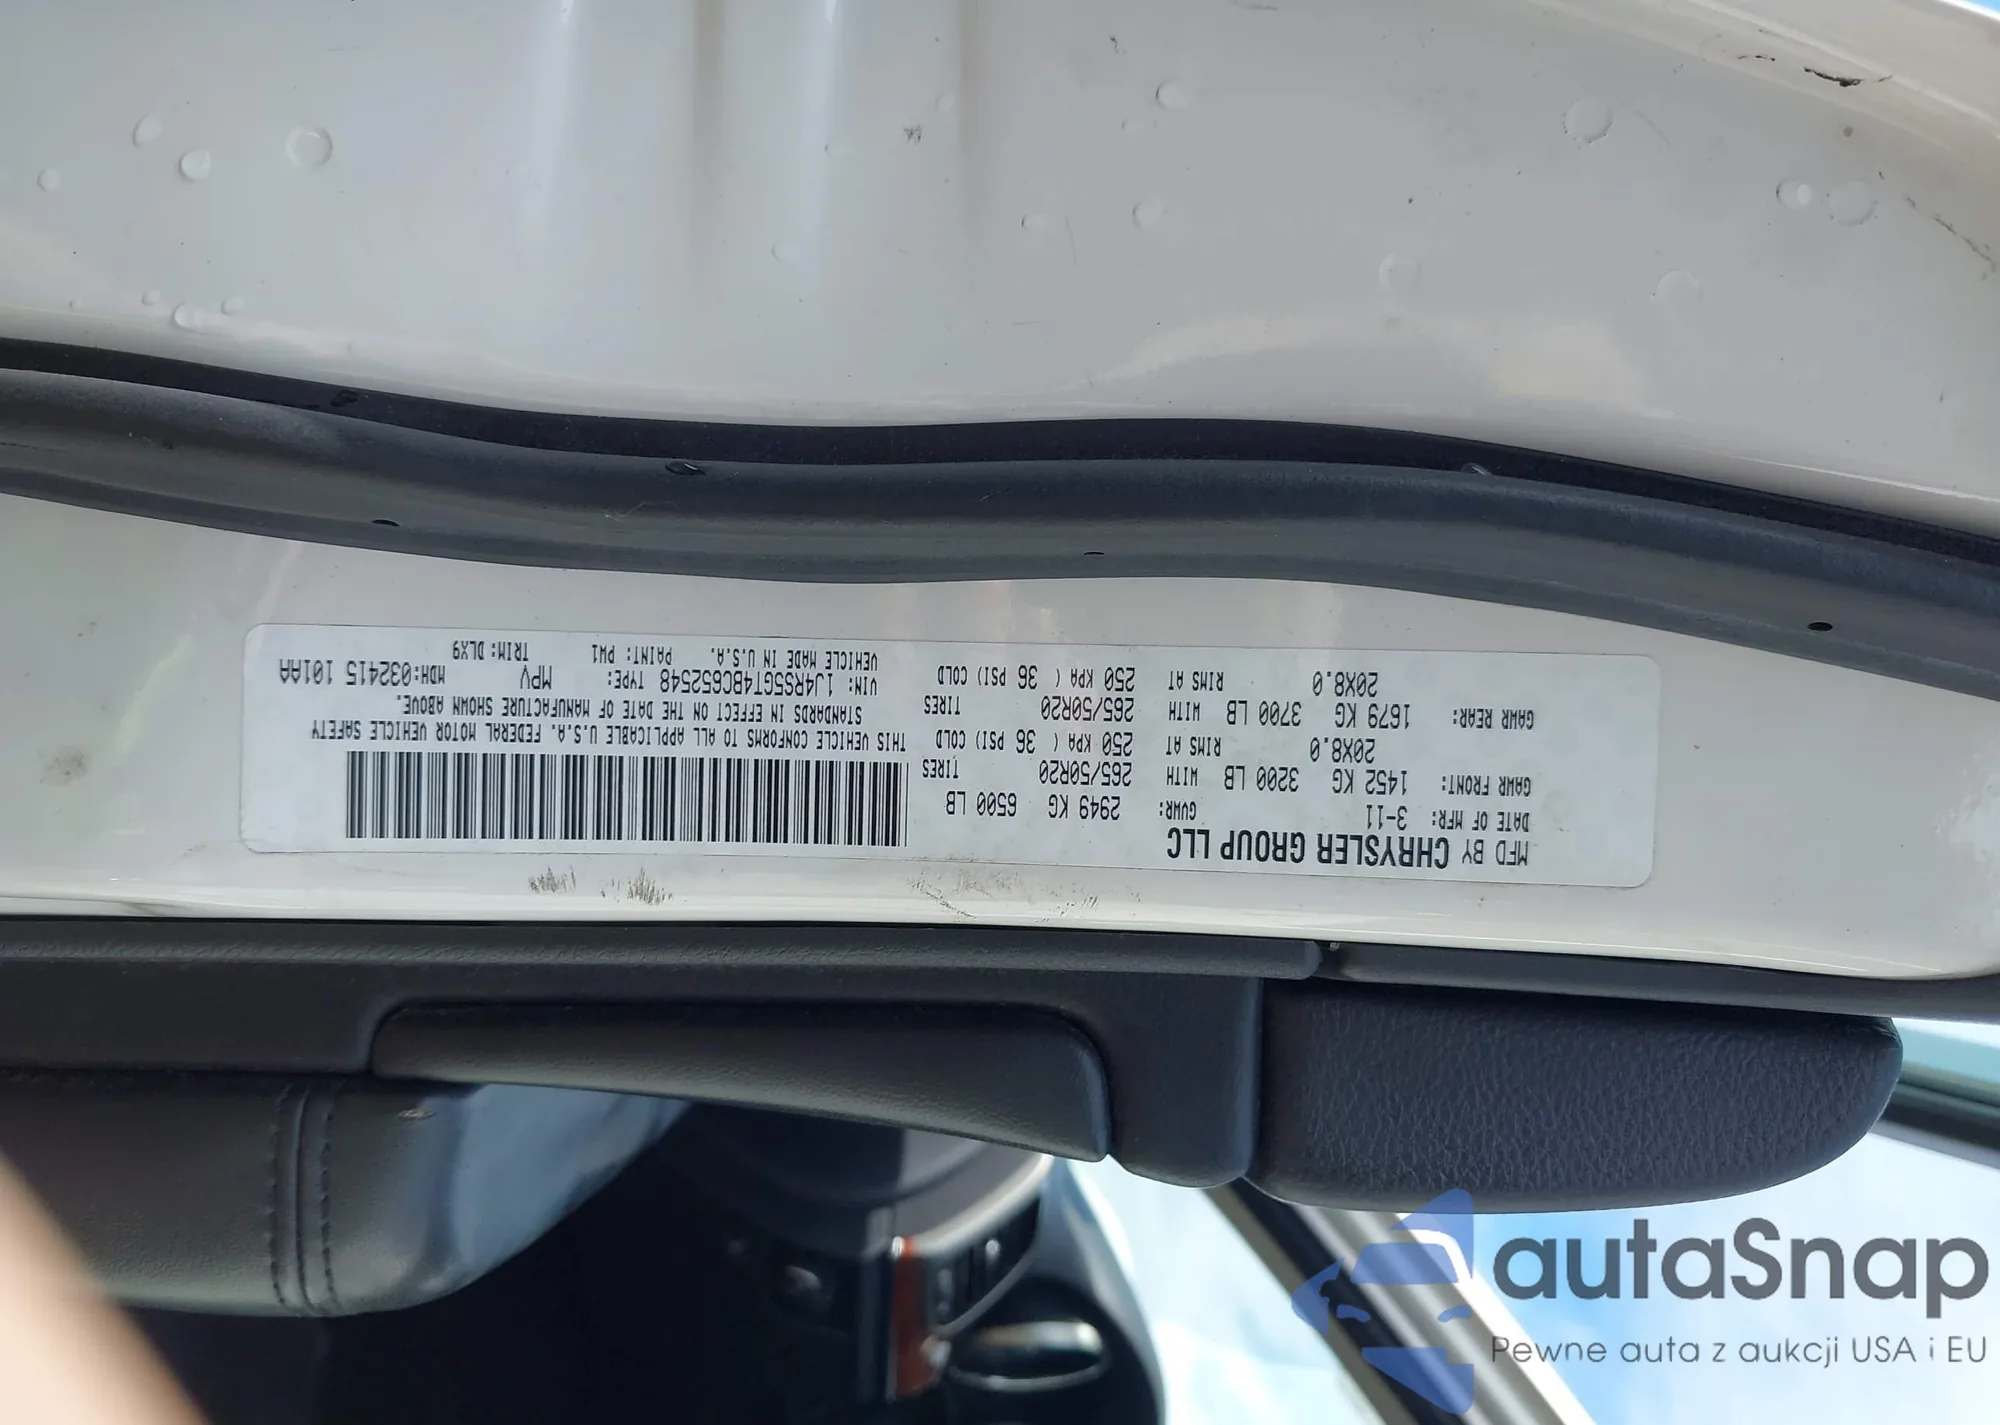 MFD BY CHRYSLER GROUP LLC
DATE OF MFR: 3-11 GVWR: 2949 KG 6500 LB
GAWR FRONT: 1452 KG 3200 LB WITH TIRES 265/50R20
RIMS AT 20X8.0 250 KPA ( 36 PSI) COLD
GAWR REAR: 1679 KG 3700 LB WITH TIRES 265/50R20
RIMS AT 20X8.0 250 KPA ( 36 PSI) COLD
THIS VEHICLE CONFORMS TO ALL APPLICABLE U.S.A. FEDERAL MOTOR VEHICLE SAFETY
STANDARDS IN EFFECT ON THE DATE OF MANUFACTURE SHOWN ABOVE.
VIN: 1J4RS5GT4BC652548 TYPE: MPV MDH:032415 101AA
VEHICLE MADE IN U.S.A. PAINT: PW1 TRIM: DLX9
autaSnap
Pewne auta z aukcji USA i EU